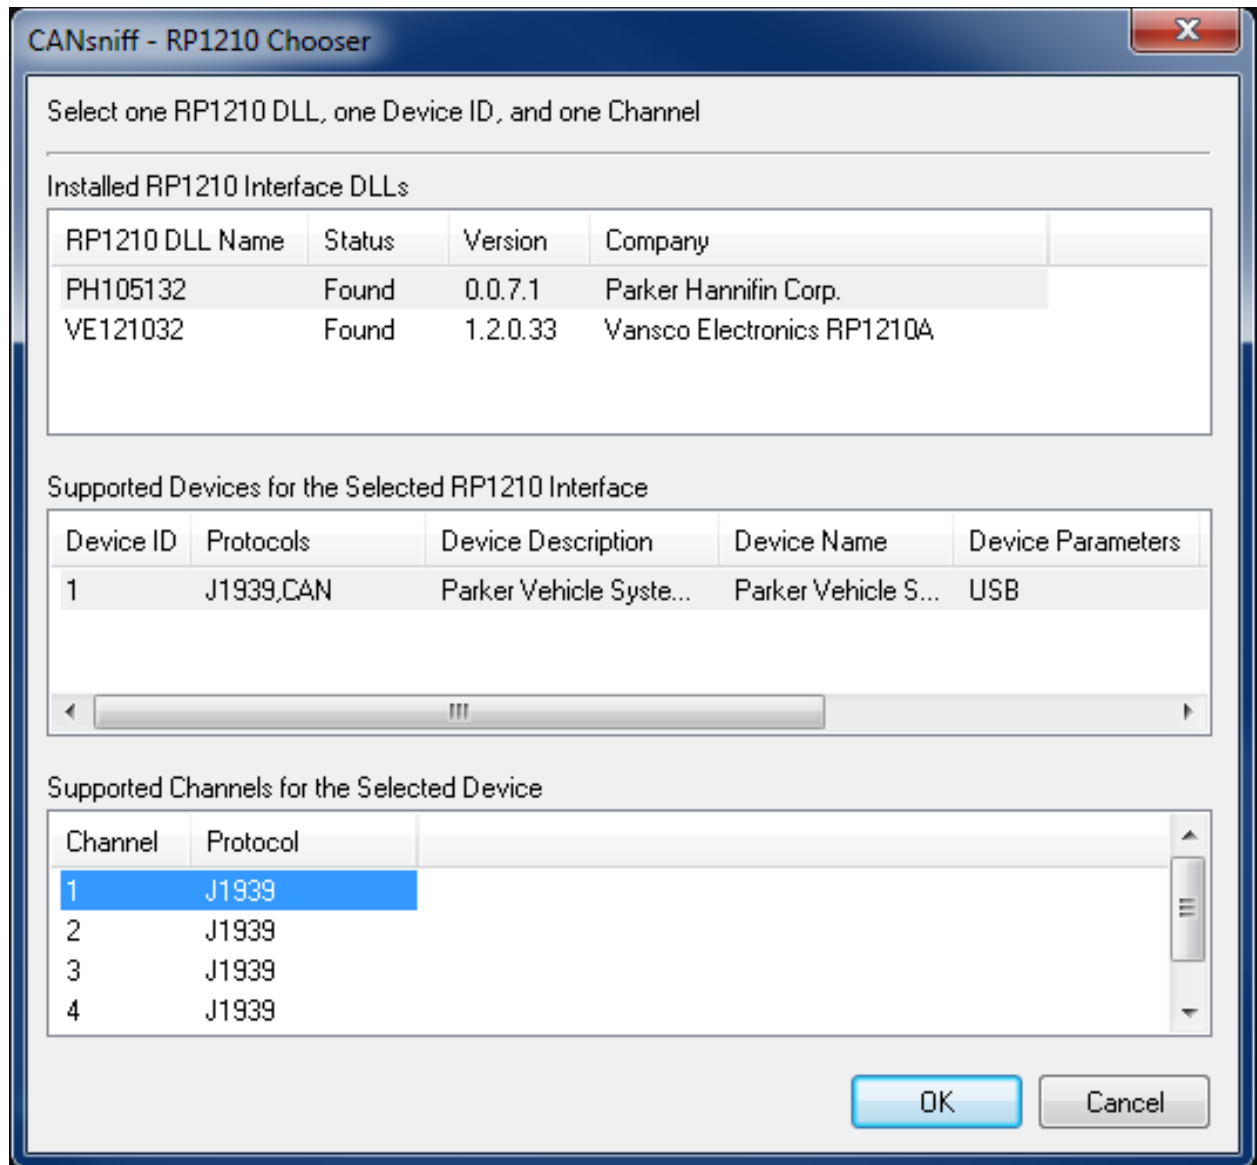 CANsniff - RP1210 Chooser
Select one RP1210 DLL, one Device ID, and one Channel
Installed RP1210 Interface DLLs
RP1210 DLL Name Status Version Company
PH105132 Found 0.0.7.1 Parker Hannifin Corp.
VE121032 Found 1.2.0.33 Vansco Electronics RP1210A
Supported Devices for the Selected RP1210 Interface
Device ID Protocols Device Description Device Name Device Parameters
1 J1939,CAN Parker Vehicle Syste... Parker Vehicle S... USB
Supported Channels for the Selected Device
Channel Protocol
1 J1939
2 J1939
3 J1939
4 J1939
OK Cancel